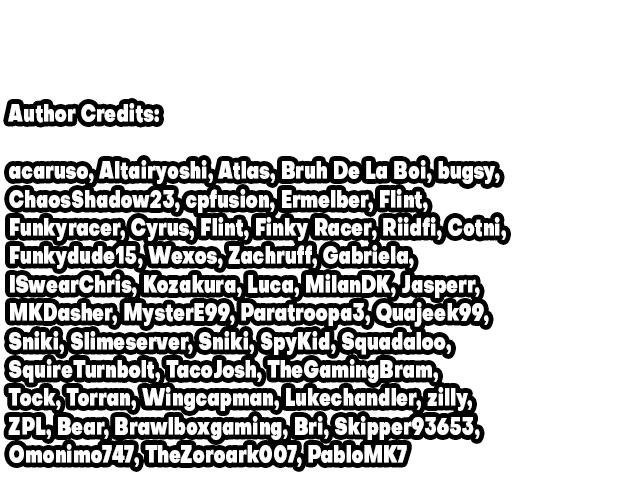 Author Credits:
acaruso, Altairyoshi, Atlas, Bruh De La Boi, bugsy,
ChaosShadow23, cpfusion, Ermelber, Flint,
Funkyracer, Cyrus, Flint, Finky Racer, Riidfi, Cotni,
Funkydude15, Wexos, Zachruff, Gabriela,
ISwearChris, Kozakura, Luca, MilanDK, Jasperr,
MKDasher, MysterE99, Paratroopa3, Quajeek99,
Sniki, Slimeserver, Sniki, SpyKid, Squadaloo,
SquireTurnbolt, TacoJosh, TheGamingBram,
Tock, Torran, Wingcapman, Lukechandler, zilly,
ZPL, Bear, Brawlboxgaming, Bri, Skipper93653,
Omonimo747, TheZoroark007, PabloMK7